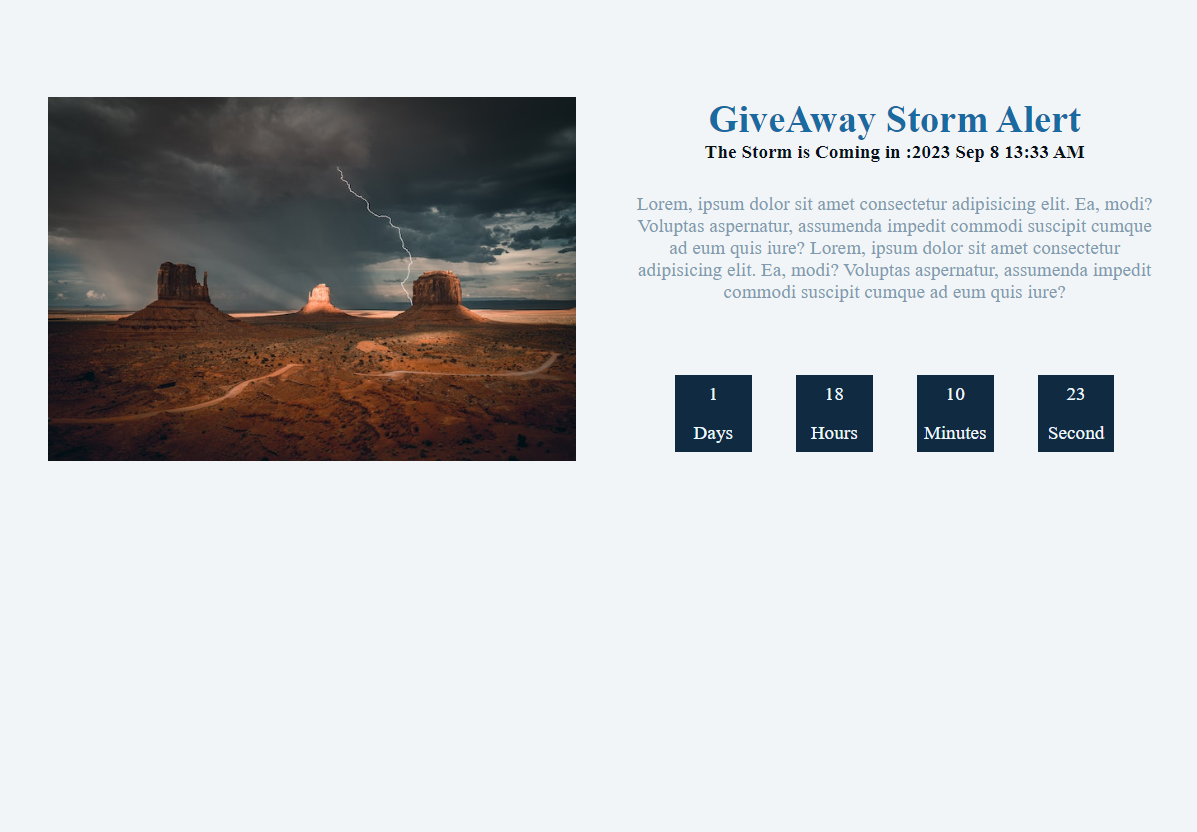 GiveAway Storm Alert
The Storm is Coming in :2023 Sep 8 13:33 AM
Lorem, ipsum dolor sit amet consectetur adipisicing elit. Ea, modi?
Voluptas aspernatur, assumenda impedit commodi suscipit cumque
ad eum quis iure? Lorem, ipsum dolor sit amet consectetur
adipisicing elit. Ea, modi? Voluptas aspernatur, assumenda impedit
commodi suscipit cumque ad eum quis iure?
1 18 10 23
Days Hours Minutes Second